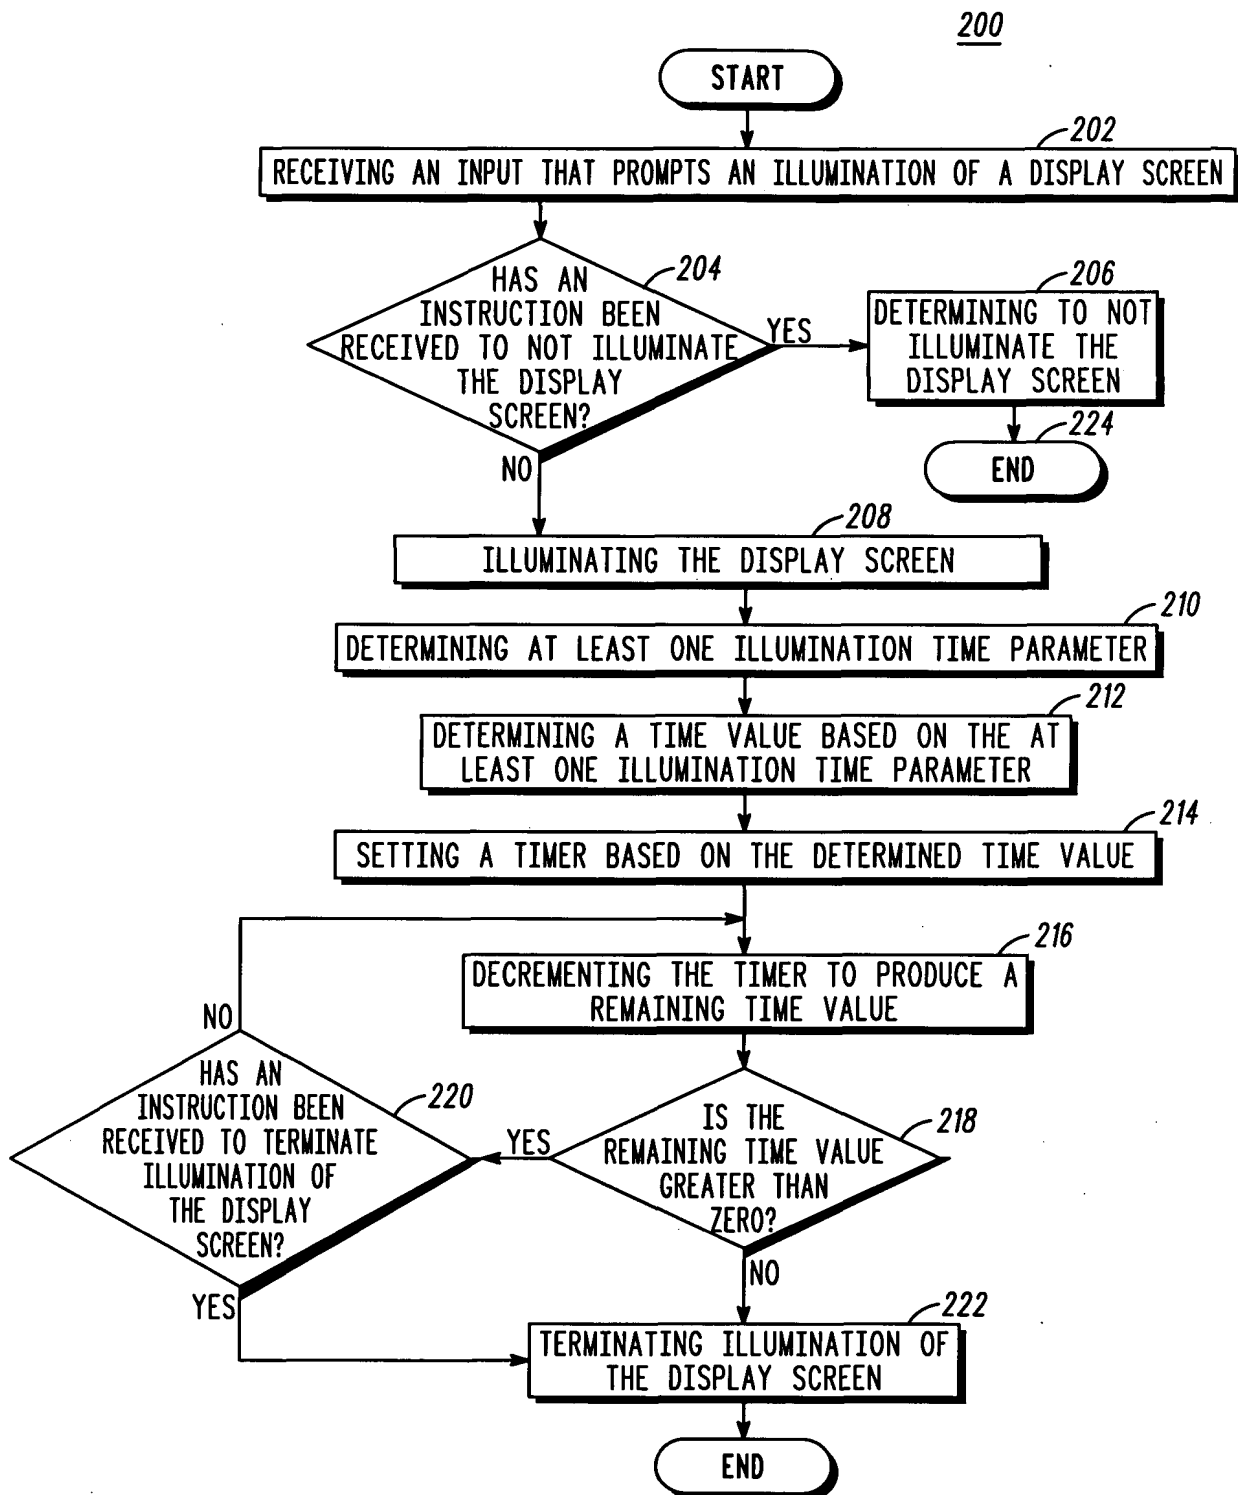 200
START
202
RECEIVING AN INPUT THAT PROMPTS AN ILLUMINATION OF A DISPLAY SCREEN
204
HAS AN
INSTRUCTION BEEN
RECEIVED TO NOT ILLUMINATE
THE DISPLAY
SCREEN?
YES
206
DETERMINING TO NOT
ILLUMINATE THE
DISPLAY SCREEN
224
END
NO
208
ILLUMINATING THE DISPLAY SCREEN
210
DETERMINING AT LEAST ONE ILLUMINATION TIME PARAMETER
212
DETERMINING A TIME VALUE BASED ON THE AT
LEAST ONE ILLUMINATION TIME PARAMETER
214
SETTING A TIMER BASED ON THE DETERMINED TIME VALUE
216
DECREMENTING THE TIMER TO PRODUCE A
REMAINING TIME VALUE
218
IS THE
REMAINING TIME VALUE
GREATER THAN
ZERO?
YES
220
HAS AN
INSTRUCTION BEEN
RECEIVED TO TERMINATE
ILLUMINATION OF
THE DISPLAY
SCREEN?
NO
YES
NO
222
TERMINATING ILLUMINATION OF
THE DISPLAY SCREEN
END